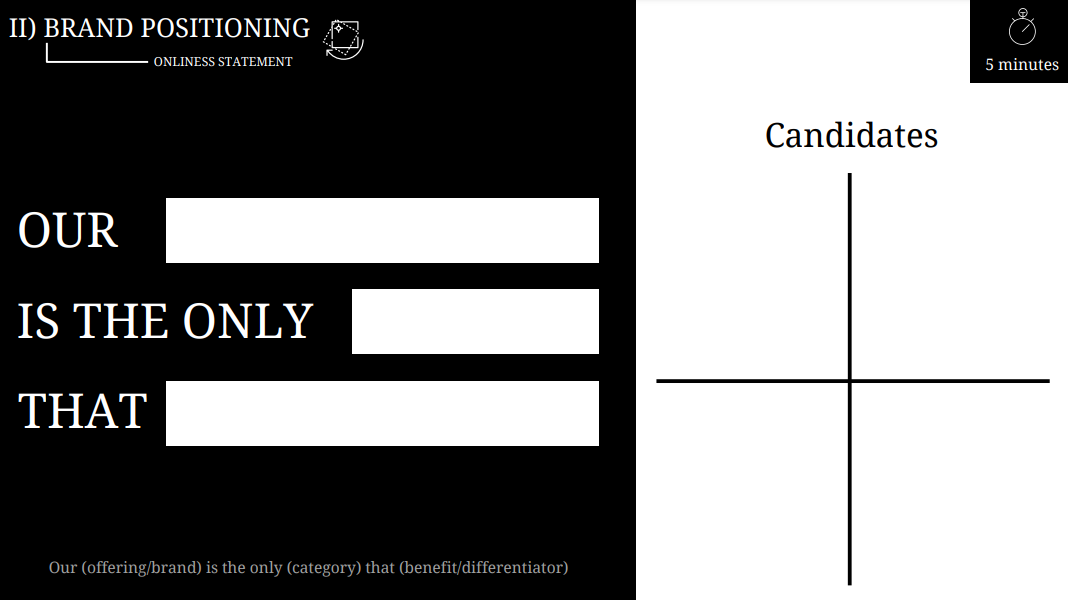 II) BRAND POSITIONING
ONLINESS STATEMENT
OUR
IS THE ONLY
THAT
Our (offering/brand) is the only (category) that (benefit/differentiator)
5 minutes
Candidates